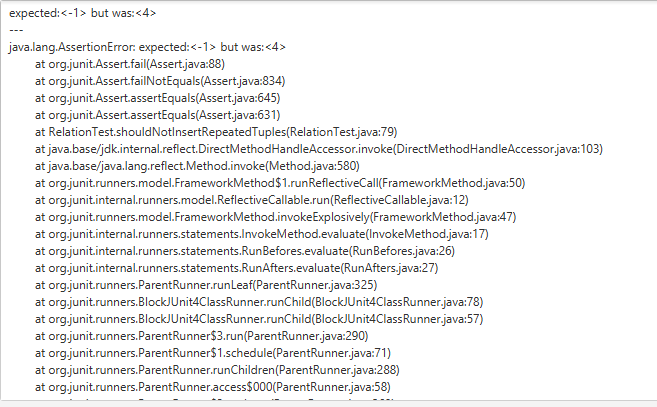 expected:<-1> but was:<4>
---
java.lang.AssertionError: expected:<-1> but was:<4>
at org.junit.Assert.fail(Assert.java:88)
at org.junit.Assert.failNotEquals(Assert.java:834)
at org.junit.Assert.assertEquals(Assert.java:645)
at org.junit.Assert.assertEquals(Assert.java:631)
at RelationTest.shouldNotInsertRepeatedTuples(RelationTest.java:79)
at java.base/jdk.internal.reflect.DirectMethodHandleAccessor.invoke(DirectMethodHandleAccessor.java:103)
at java.base/java.lang.reflect.Method.invoke(Method.java:580)
at org.junit.runners.model.FrameworkMethod$1.runReflectiveCall(FrameworkMethod.java:50)
at org.junit.internal.runners.model.ReflectiveCallable.run(ReflectiveCallable.java:12)
at org.junit.runners.model.FrameworkMethod.invokeExplosively(FrameworkMethod.java:47)
at org.junit.internal.runners.statements.InvokeMethod.evaluate(InvokeMethod.java:17)
at org.junit.internal.runners.statements.RunBefores.evaluate(RunBefores.java:26)
at org.junit.internal.runners.statements.RunAfters.evaluate(RunAfters.java:27)
at org.junit.runners.ParentRunner.runLeaf(ParentRunner.java:325)
at org.junit.runners.BlockJUnit4ClassRunner.runChild(BlockJUnit4ClassRunner.java:78)
at org.junit.runners.BlockJUnit4ClassRunner.runChild(BlockJUnit4ClassRunner.java:57)
at org.junit.runners.ParentRunner$3.run(ParentRunner.java:290)
at org.junit.runners.ParentRunner$1.schedule(ParentRunner.java:71)
at org.junit.runners.ParentRunner.runChildren(ParentRunner.java:288)
at org.junit.runners.ParentRunner.access$000(ParentRunner.java:58)